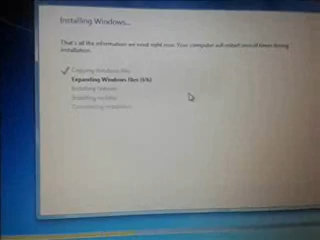 Installing Windows...
That's all the information we need right now. Your computer will restart several times during
installation.
Copying Windows files
Expanding Windows files (6%)
Installing features
Installing updates
Completing installation